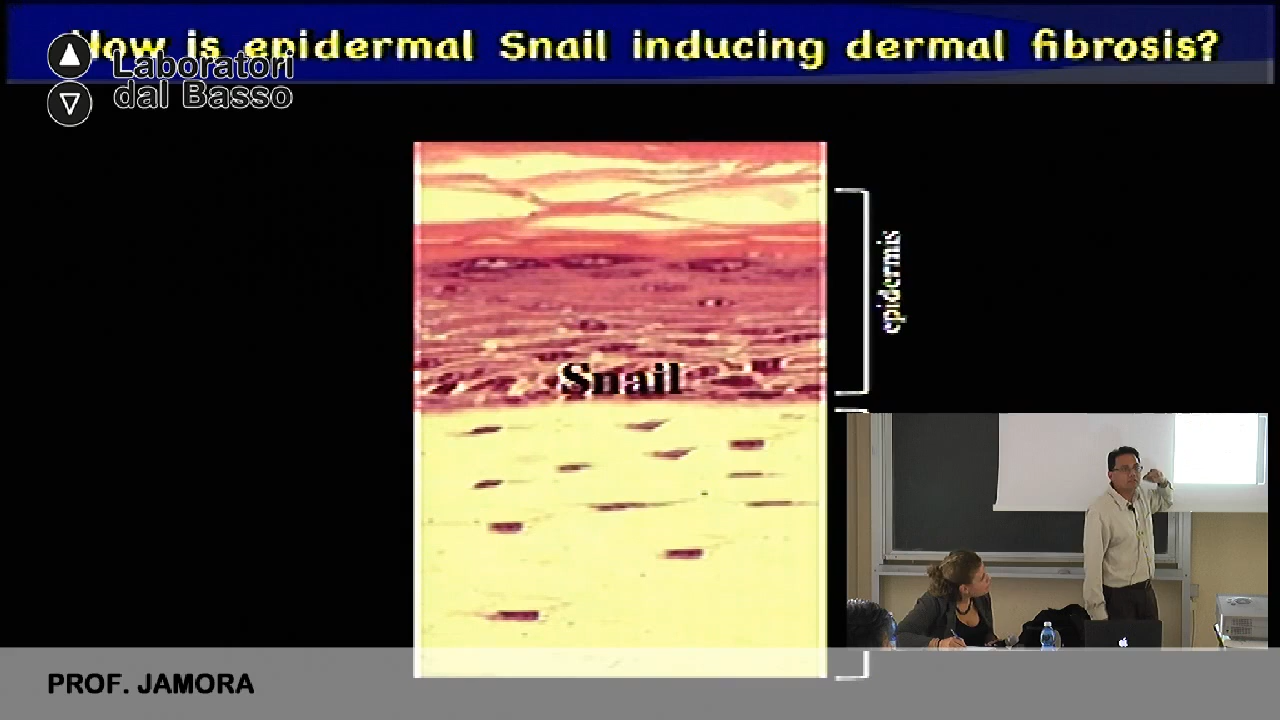 How is epidermal Snail inducing dermal fibrosis?
Laboratori
dal Basso
epidermis
Snail
PROF. JAMORA